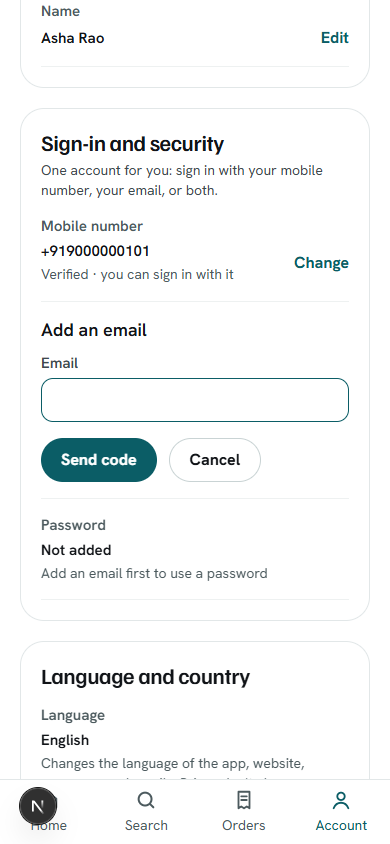 Name
Asha Rao
Edit
Sign-in and security
One account for you: sign in with your mobile
number, your email, or both.
Mobile number
+919000000101
Verified · you can sign in with it
Change
Add an email
Email
Send code
Cancel
Password
Not added
Add an email first to use a password
Language and country
Language
English
Changes the language of the app, website,
N
Home
Search
Orders
Account